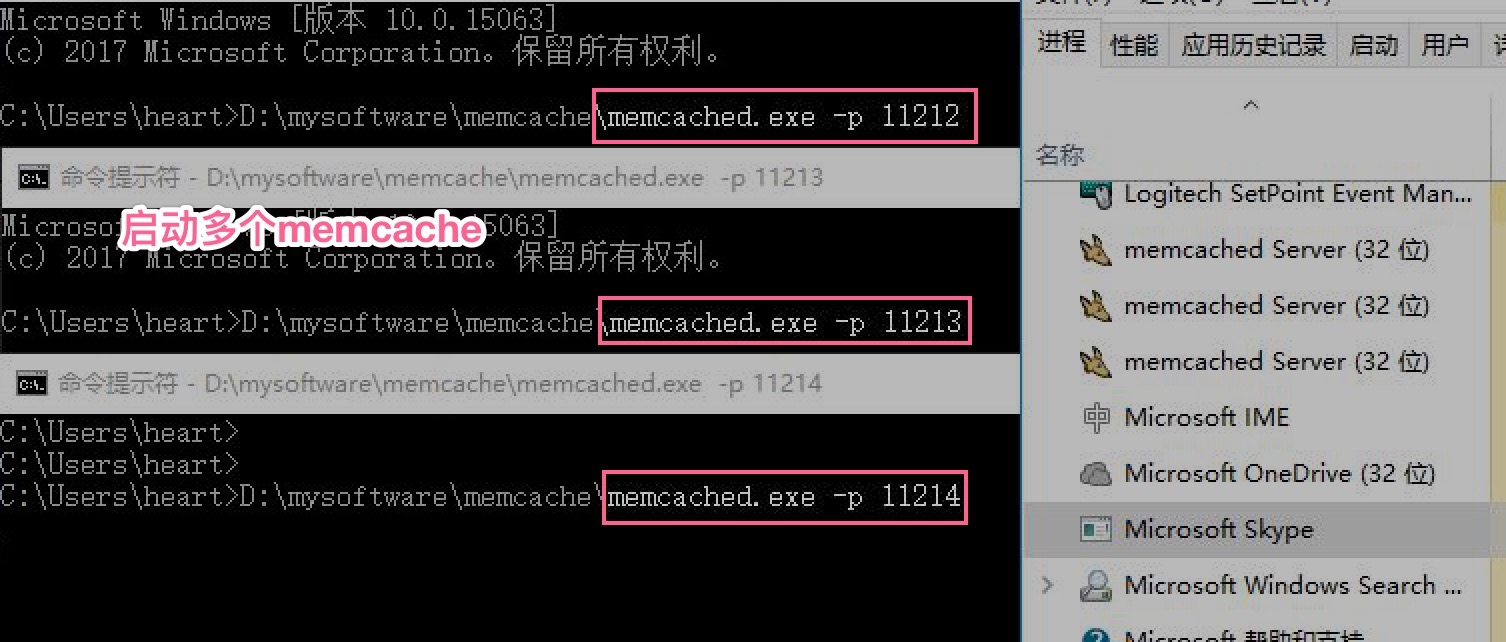 Microsoft Windows [版本 10.0.15063]
(c) 2017 Microsoft Corporation。保留所有权利。
C:\Users\heart>D:\mysoftware\memcache\memcached.exe -p 11212
命令提示符 - D:\mysoftware\memcache\memcached.exe -p 11213
启动多个memcache
(c) 2017 Microsoft Corporation。保留所有权利。
C:\Users\heart>D:\mysoftware\memcache\memcached.exe -p 11213
命令提示符 - D:\mysoftware\memcache\memcached.exe -p 11214
C:\Users\heart>
C:\Users\heart>
C:\Users\heart>D:\mysoftware\memcache\memcached.exe -p 11214
进程 性能 应用历史记录 启动 用户
名称
Logitech SetPoint Event Man...
memcached Server (32 位)
memcached Server (32 位)
memcached Server (32 位)
Microsoft IME
Microsoft OneDrive (32 位)
Microsoft Skype
Microsoft Windows Search ...
Microsoft 帮助和支持